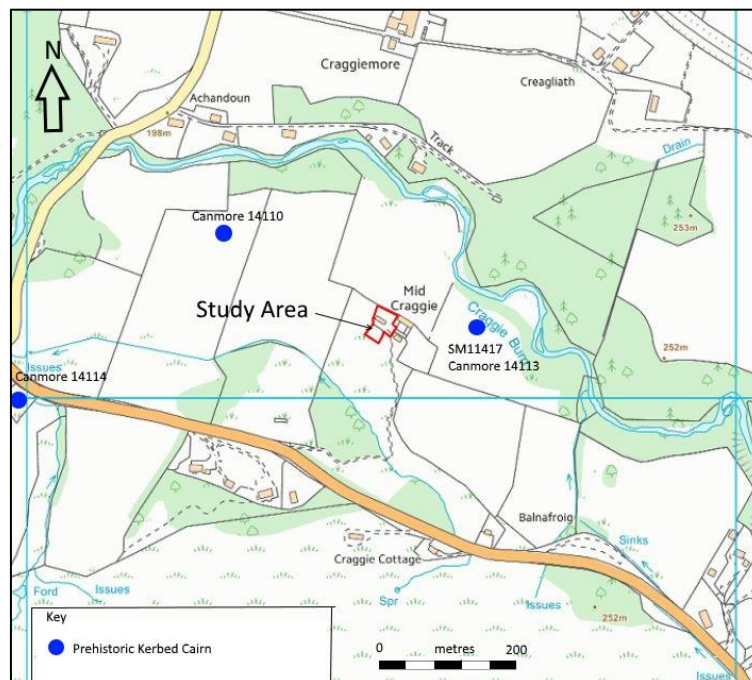 N
Craggiemore
Creagliath
Achandoun
198m
Track
Drain
Canmore 14110
253m
Mid
Craggie
Study Area
Craggie Burn
SM11417
Canmore 14113
252m
Issues
Canmore 14114
Balnafroig
Sinks
Craggie Cottage
Ford
Issues
Spr
Issues
252m
Key
Prehistoric Kerbed Cairn
0 metres 200
Issues